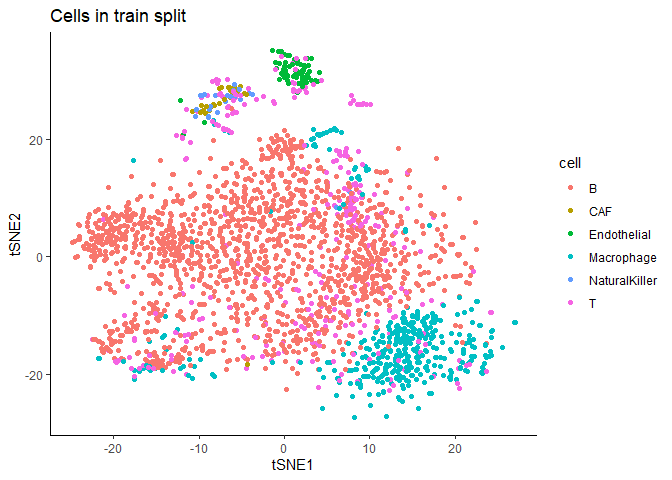 Cells in train split
tSNE2
20
0
-20
-20
-10
0
10
20
tSNE1
cell
B
CAF
Endothelial
Macrophage
NaturalKiller
T